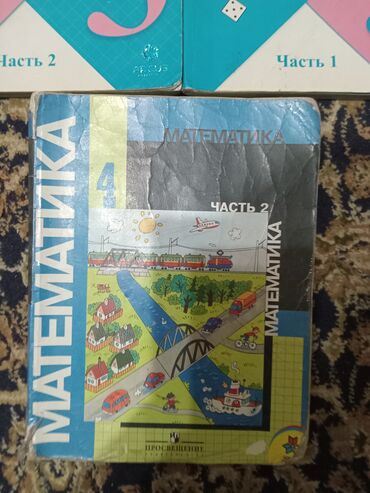 Часть 2
Часть 1
МАТЕМАТИКА
4
МАТЕМАТИКА
ЧАСТЬ 2
МАТЕМАТИКА
ПРОСВЕЩЕНИЕ